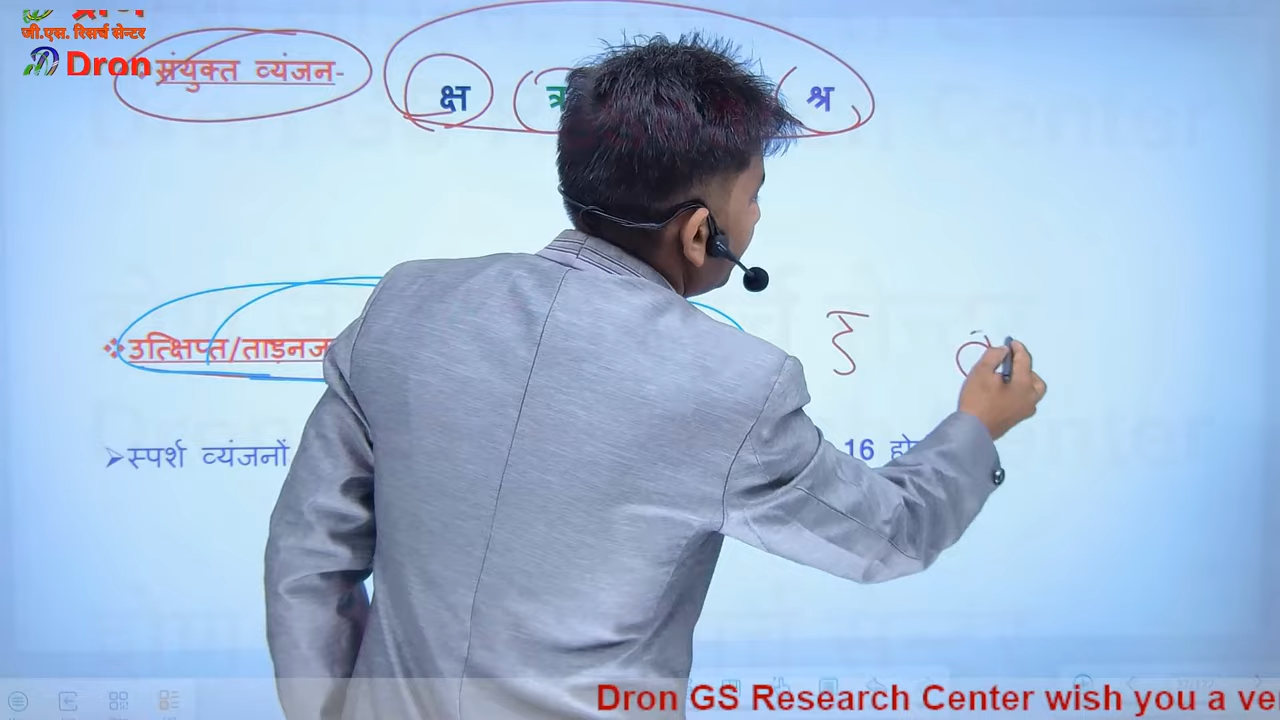 जी.एस. रिसर्च सेन्टर
Dron
संयुक्त व्यंजन-
क्ष
श्र
उत्क्षिप्त/ताड़नज
स्पर्श व्यंजनों
16
Dron GS Research Center wish you a ve